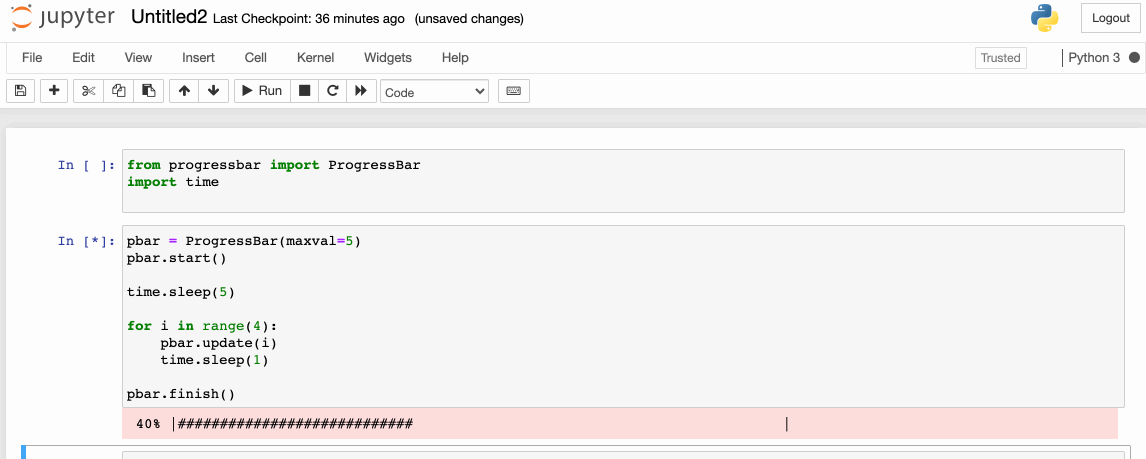 jupyter Untitled2 Last Checkpoint: 36 minutes ago (unsaved changes) Logout
File Edit View Insert Cell Kernel Widgets Help Trusted Python 3
Run Code
In [ ]: from progressbar import ProgressBar
import time
In [*]: pbar = ProgressBar(maxval=5)
pbar.start()
time.sleep(5)
for i in range(4):
    pbar.update(i)
    time.sleep(1)
pbar.finish()
40% |############################ |